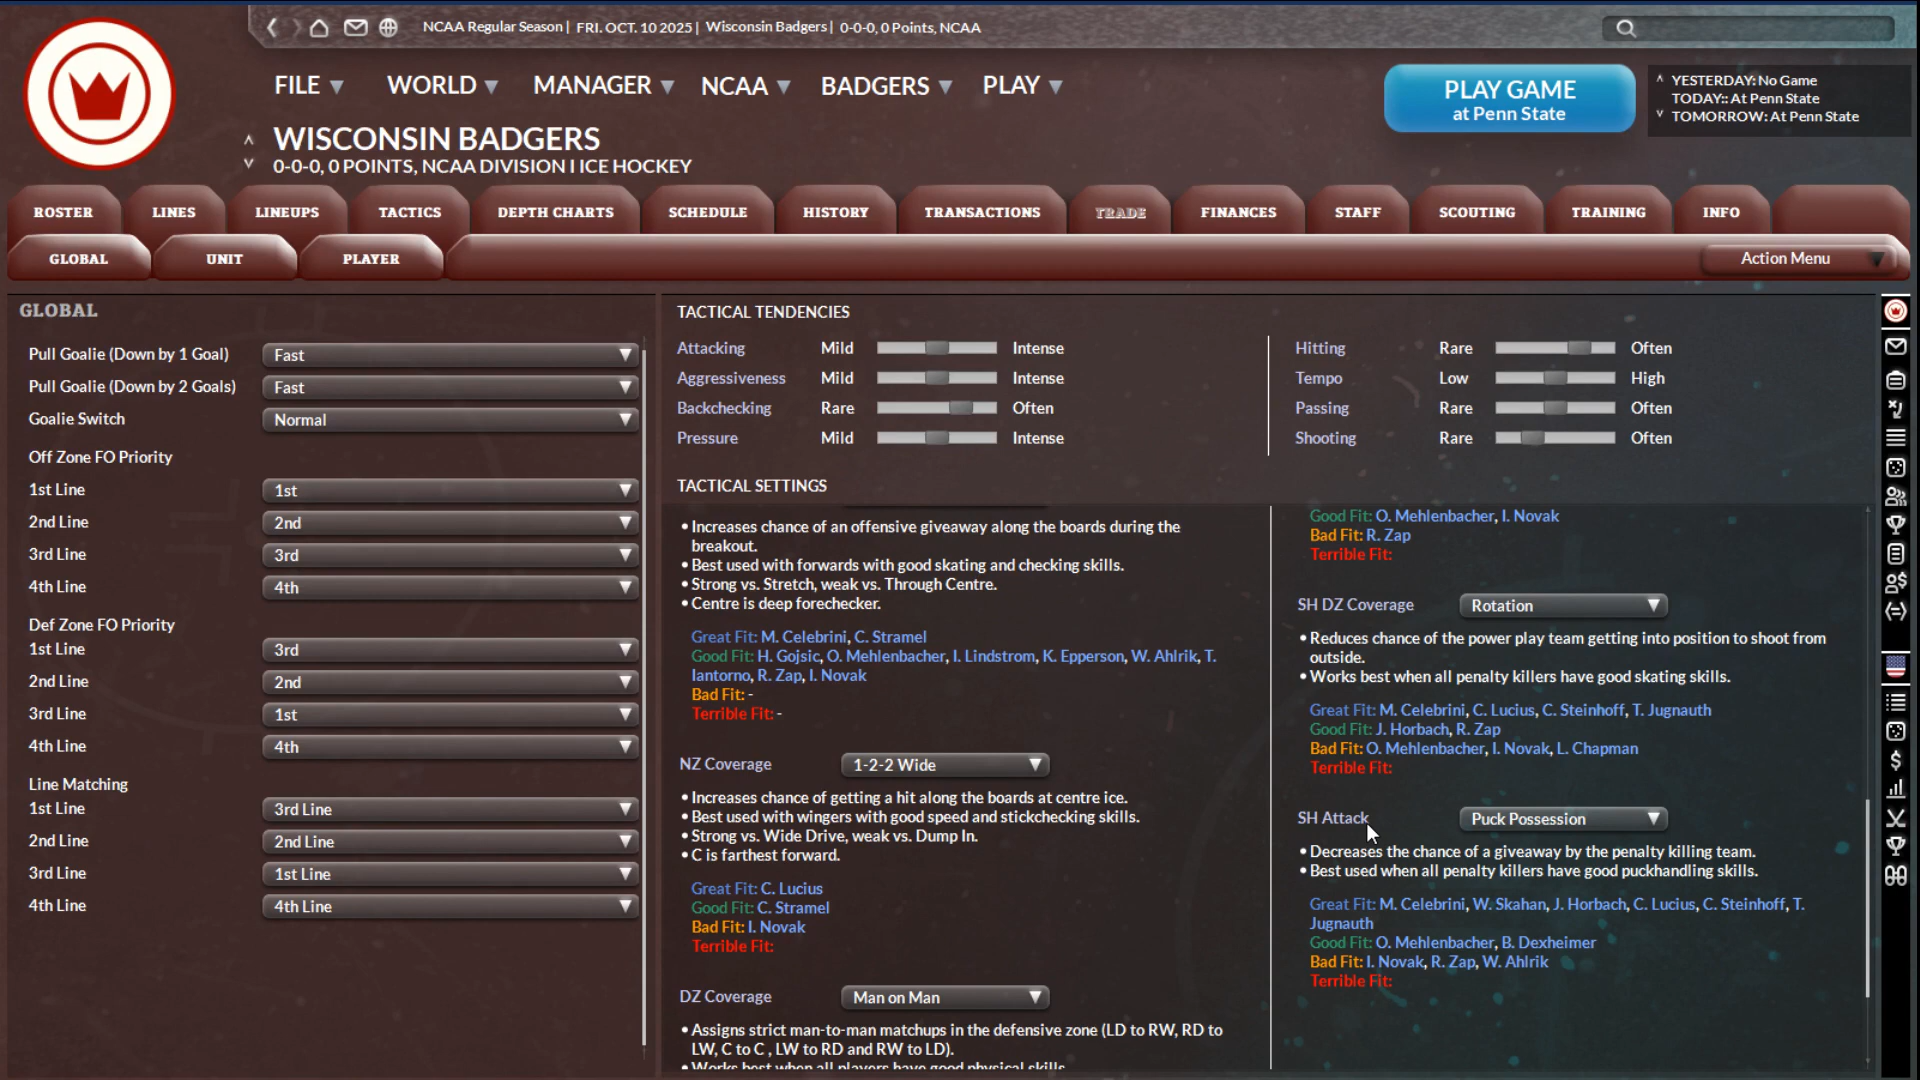 NCAA Regular Season | FRI. OCT. 10 2025 | Wisconsin Badgers | 0-0-0, 0 Points, NCAA
FILE ▼ WORLD ▼ MANAGER ▼ NCAA ▼ BADGERS ▼ PLAY ▼
PLAY GAME
at Penn State
YESTERDAY: No Game
TODAY:: At Penn State
TOMORROW: At Penn State
WISCONSIN BADGERS
0-0-0, 0 POINTS, NCAA DIVISION I ICE HOCKEY
ROSTER LINES LINEUPS TACTICS DEPTH CHARTS SCHEDULE HISTORY TRANSACTIONS TRADE FINANCES STAFF SCOUTING TRAINING INFO
GLOBAL UNIT PLAYER
Action Menu
GLOBAL
Pull Goalie (Down by 1 Goal) Fast
Pull Goalie (Down by 2 Goals) Fast
Goalie Switch Normal
Off Zone FO Priority
1st Line 1st
2nd Line 2nd
3rd Line 3rd
4th Line 4th
Def Zone FO Priority
1st Line 3rd
2nd Line 2nd
3rd Line 1st
4th Line 4th
Line Matching
1st Line 3rd Line
2nd Line 2nd Line
3rd Line 1st Line
4th Line 4th Line
TACTICAL TENDENCIES
Attacking Mild Intense
Aggressiveness Mild Intense
Backchecking Rare Often
Pressure Mild Intense
Hitting Rare Often
Tempo Low High
Passing Rare Often
Shooting Rare Often
TACTICAL SETTINGS
• Increases chance of an offensive giveaway along the boards during the
breakout.
• Best used with forwards with good skating and checking skills.
• Strong vs. Stretch, weak vs. Through Centre.
• Centre is deep forechecker.
Great Fit: M. Celebrini, C. Stramel
Good Fit: H. Gojsic, O. Mehlenbacher, I. Lindstrom, K. Epperson, W. Ahlrik, T.
Iantorno, R. Zap, I. Novak
Bad Fit: -
Terrible Fit: -
NZ Coverage 1-2-2 Wide
• Increases chance of getting a hit along the boards at centre ice.
• Best used with wingers with good speed and stickchecking skills.
• Strong vs. Wide Drive, weak vs. Dump In.
• C is farthest forward.
Great Fit: C. Lucius
Good Fit: C. Stramel
Bad Fit: I. Novak
Terrible Fit:
DZ Coverage Man on Man
• Assigns strict man-to-man matchups in the defensive zone (LD to RW, RD to
LW, C to C , LW to RD and RW to LD).
• Works best when all players have good physical skills
Good Fit: O. Mehlenbacher, I. Novak
Bad Fit: R. Zap
Terrible Fit:
SH DZ Coverage Rotation
• Reduces chance of the power play team getting into position to shoot from
outside.
• Works best when all penalty killers have good skating skills.
Great Fit: M. Celebrini, C. Lucius, C. Steinhoff, T. Jugnauth
Good Fit: J. Horbach, R. Zap
Bad Fit: O. Mehlenbacher, I. Novak, L. Chapman
Terrible Fit:
SH Attack Puck Possession
• Decreases the chance of a giveaway by the penalty killing team.
• Best used when all penalty killers have good puckhandling skills.
Great Fit: M. Celebrini, W. Skahan, J. Horbach, C. Lucius, C. Steinhoff, T.
Jugnauth
Good Fit: O. Mehlenbacher, B. Dexheimer
Bad Fit: I. Novak, R. Zap, W. Ahlrik
Terrible Fit: